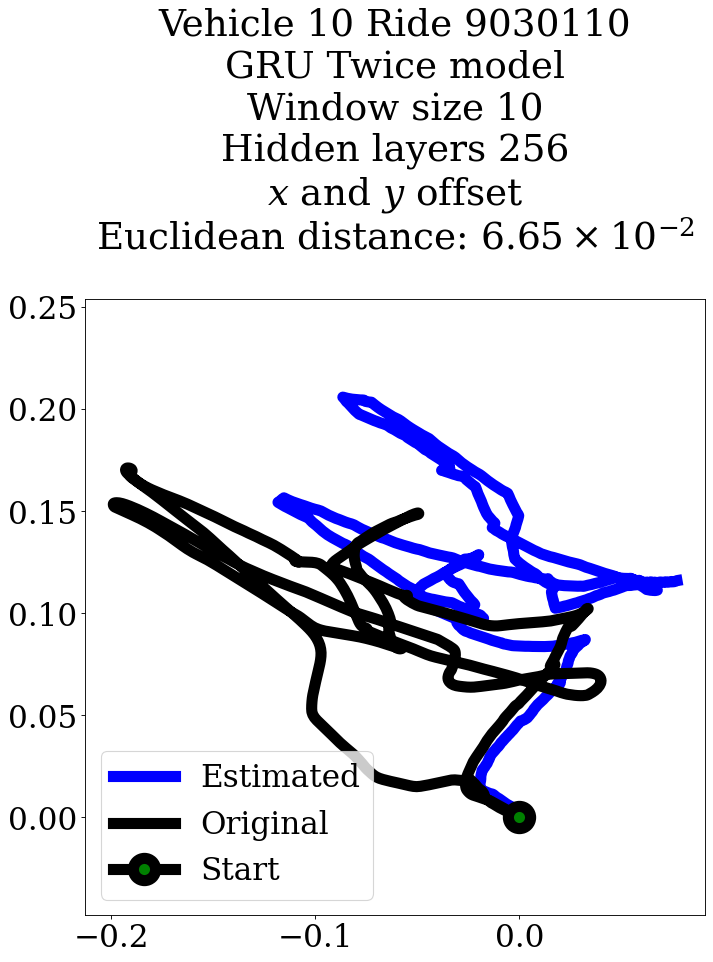 Vehicle 10 Ride 9030110
GRU Twice model
Window size 10
Hidden layers 256
x and y offset
Euclidean distance: 6.65 × 10⁻²
0.25
0.20
0.15
0.10
0.05
0.00
Estimated
Original
Start
−0.2 −0.1 0.0